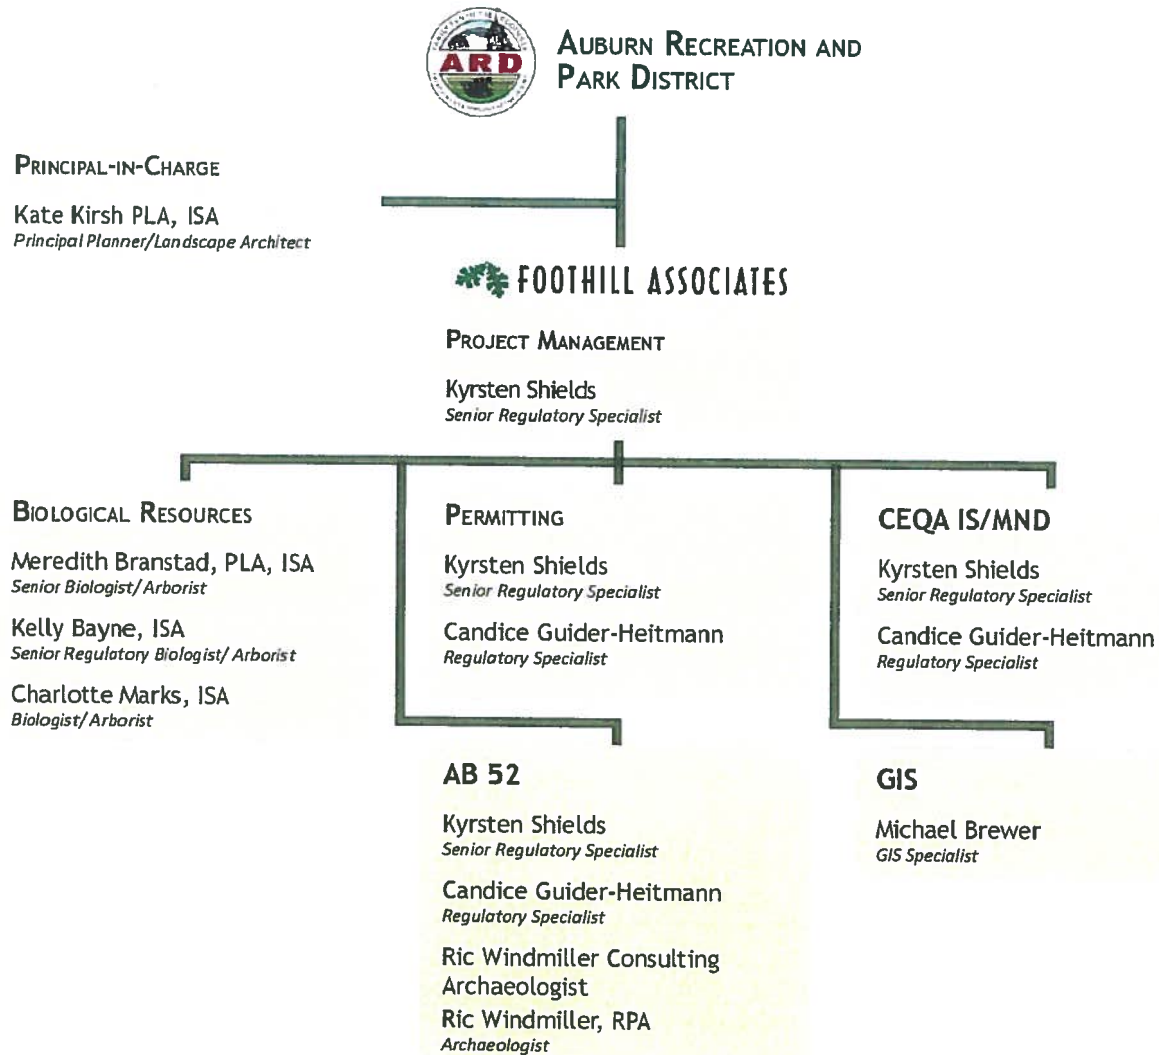 ARD
AUBURN RECREATION AND
PARK DISTRICT
PRINCIPAL-IN-CHARGE
Kate Kirsh PLA, ISA
Principal Planner/Landscape Architect
FOOTHILL ASSOCIATES
PROJECT MANAGEMENT
Kyrsten Shields
Senior Regulatory Specialist
BIOLOGICAL RESOURCES
Meredith Branstad, PLA, ISA
Senior Biologist/Arborist
Kelly Bayne, ISA
Senior Regulatory Biologist/Arborist
Charlotte Marks, ISA
Biologist/Arborist
PERMITTING
Kyrsten Shields
Senior Regulatory Specialist
Candice Guider-Heitmann
Regulatory Specialist
CEQA IS/MND
Kyrsten Shields
Senior Regulatory Specialist
Candice Guider-Heitmann
Regulatory Specialist
AB 52
Kyrsten Shields
Senior Regulatory Specialist
Candice Guider-Heitmann
Regulatory Specialist
Ric Windmiller Consulting
Archaeologist
Ric Windmiller, RPA
Archaeologist
GIS
Michael Brewer
GIS Specialist